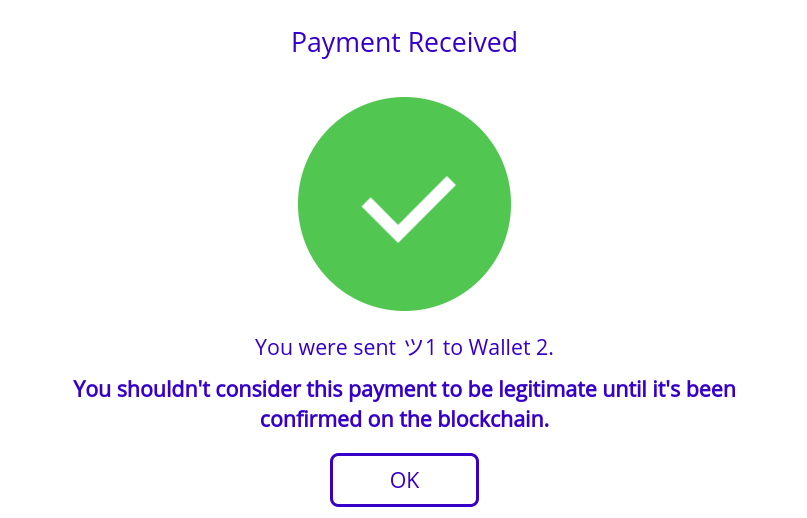 Payment Received
You were sent ツ1 to Wallet 2.
You shouldn't consider this payment to be legitimate until it's been
confirmed on the blockchain.
OK